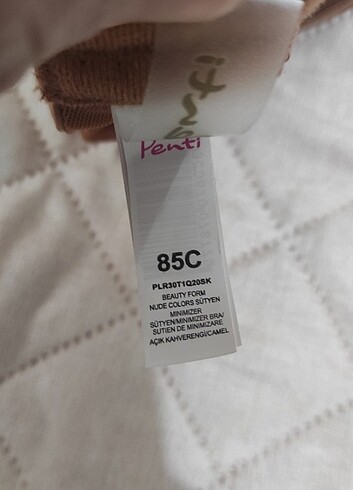 Penti
85C
PLR30T1Q20SK
BEAUTY FORM
NUDE COLORS SÜTYEN
MINIMIZER
SÜTYEN/MINIMIZER BRA/
SUTIEN DE MINIMIZARE
AÇIK KAHVERENGİ/CAMEL